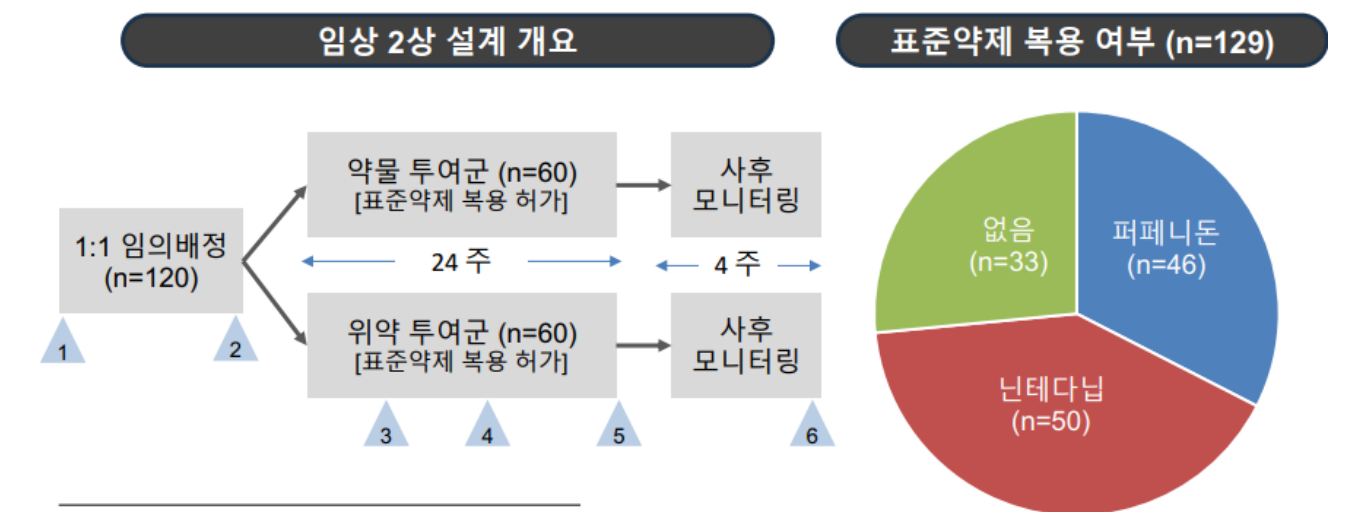 임상 2상 설계 개요
표준약제 복용 여부 (n=129)
1:1 임의배정
(n=120)
약물 투여군 (n=60)
[표준약제 복용 허가]
사후
모니터링
24 주
4 주
위약 투여군 (n=60)
[표준약제 복용 허가]
사후
모니터링
1
2
3
4
5
6
없음
(n=33)
퍼페니돈
(n=46)
닌테다닙
(n=50)